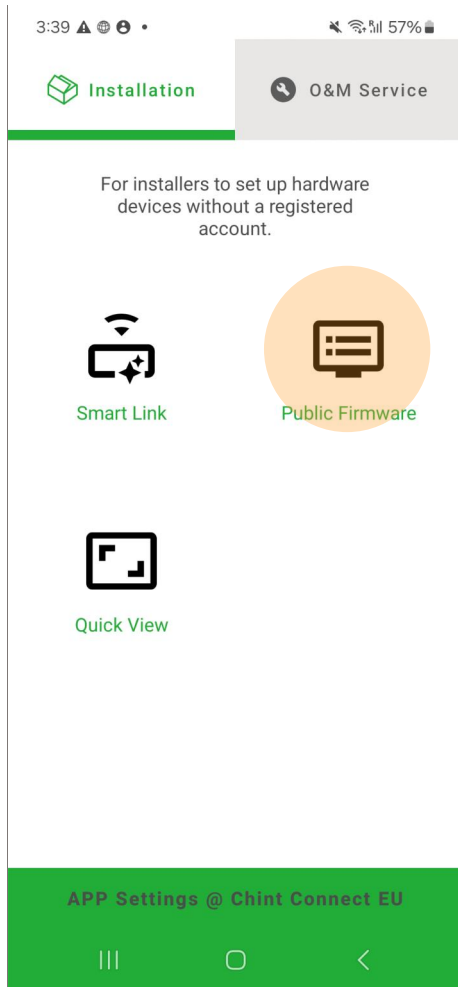 3:39 57%
Installation O&M Service
For installers to set up hardware
devices without a registered
account.
Smart Link Public Firmware
Quick View
APP Settings @ Chint Connect EU